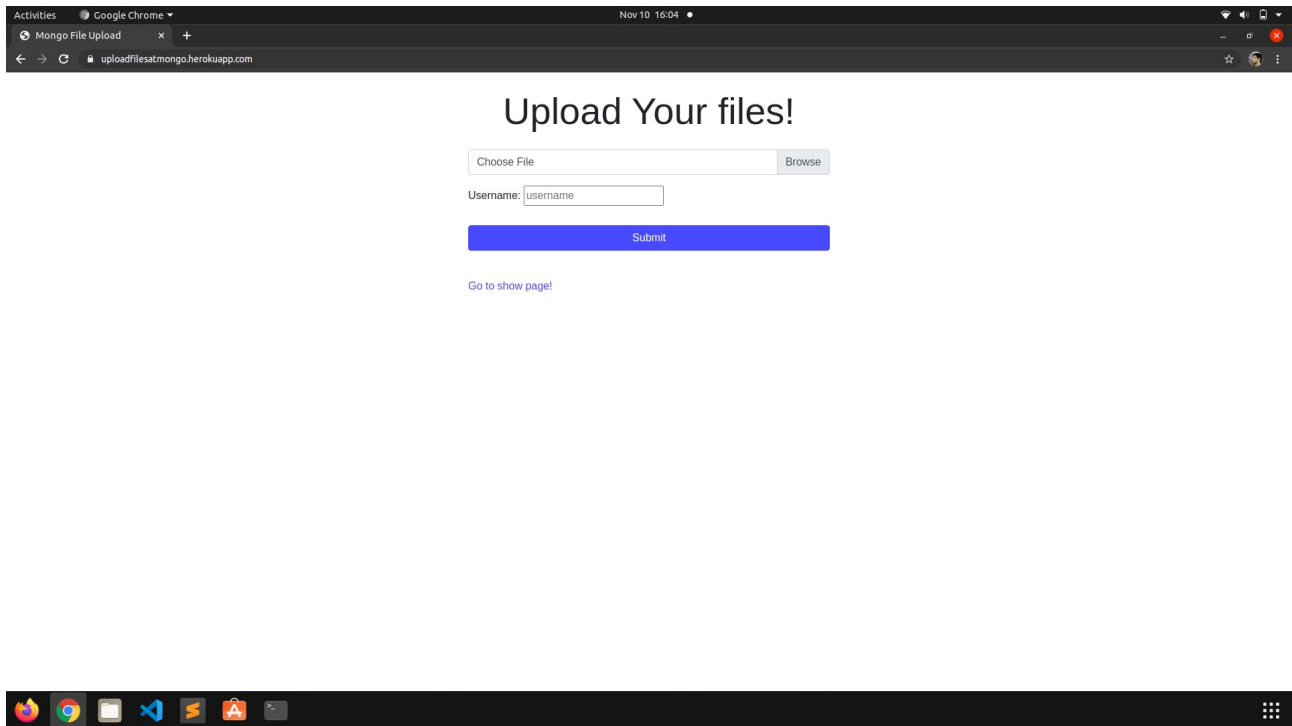 Activities Google Chrome Nov 10 16:04
Mongo File Upload
uploadfilesatmongo.herokuapp.com
Upload Your files!
Choose File Browse
Username: username
Submit
Go to show page!